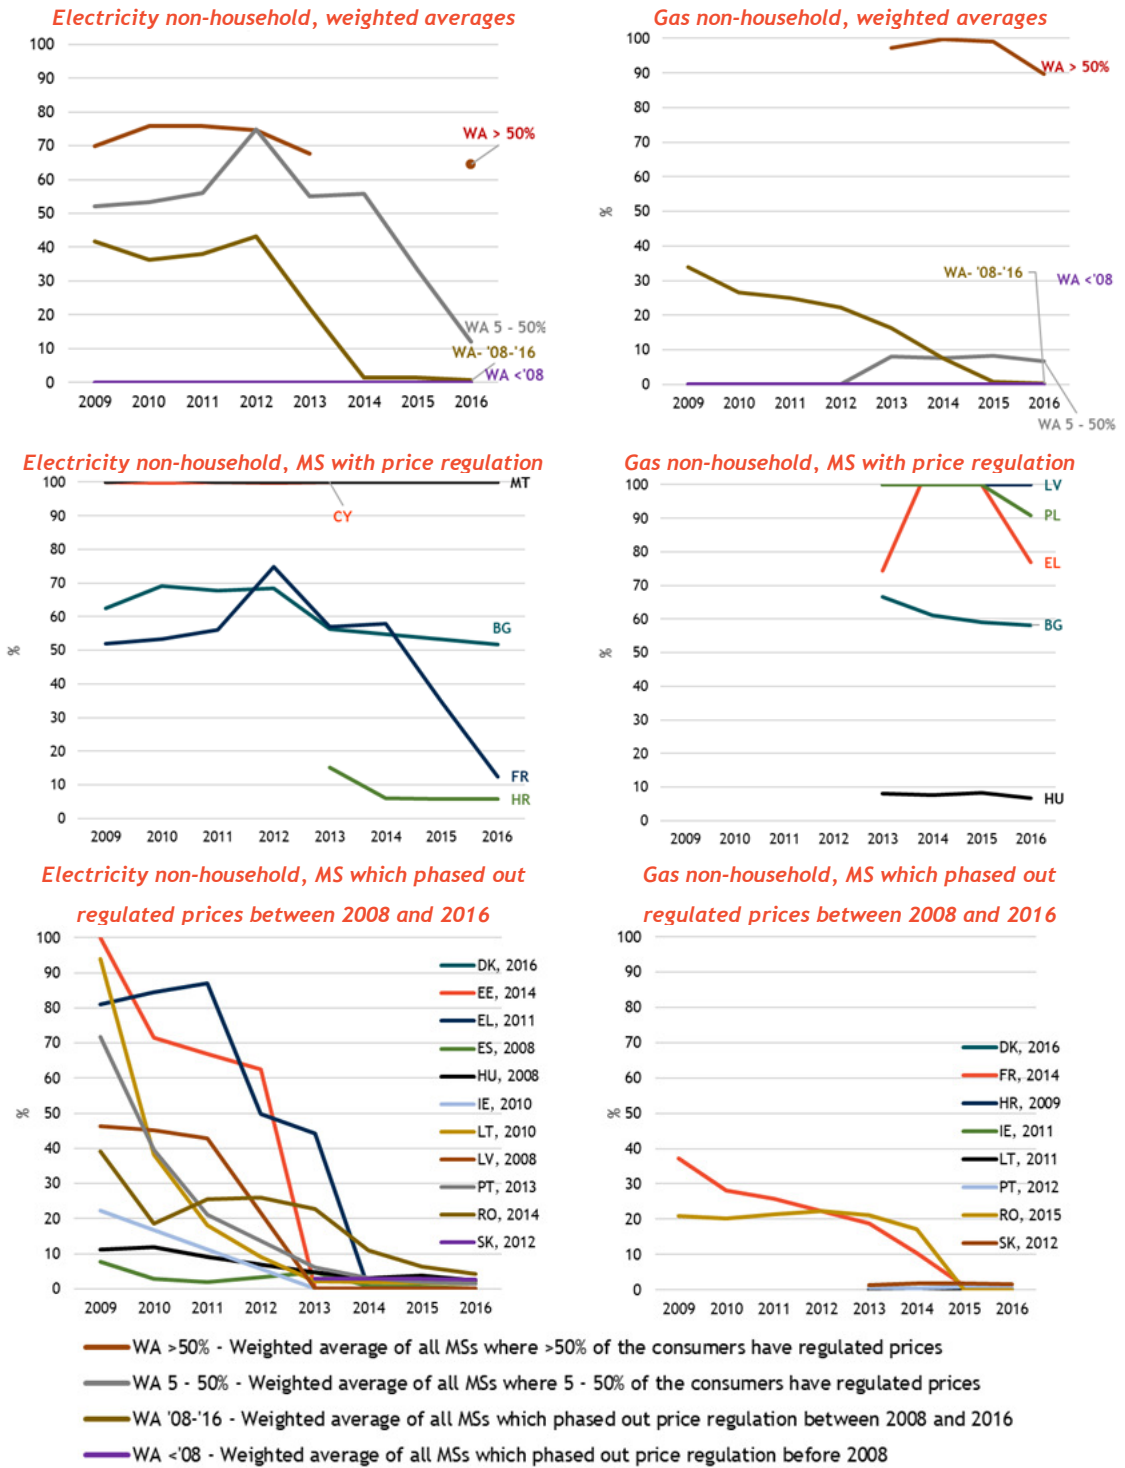 Electricity non-household, weighted averages
100
90
80
70
60
50
40
30
20
10
0
2009 2010 2011 2012 2013 2014 2015 2016
WA > 50%
WA 5 - 50%
WA- '08-'16
WA <'08
Gas non-household, weighted averages
%
100
90
80
70
60
50
40
30
20
10
0
2009 2010 2011 2012 2013 2014 2015 2016
WA > 50%
WA- '08-'16
WA <'08
WA 5 - 50%
Electricity non-household, MS with price regulation
%
100
90
80
70
60
50
40
30
20
10
0
2009 2010 2011 2012 2013 2014 2015 2016
MT
CY
BG
FR
HR
Gas non-household, MS with price regulation
%
100
90
80
70
60
50
40
30
20
10
0
2009 2010 2011 2012 2013 2014 2015 2016
LV
PL
EL
BG
HU
Electricity non-household, MS which phased out
regulated prices between 2008 and 2016
%
100
90
80
70
60
50
40
30
20
10
0
2009 2010 2011 2012 2013 2014 2015 2016
DK, 2016
EE, 2014
EL, 2011
ES, 2008
HU, 2008
IE, 2010
LT, 2010
LV, 2008
PT, 2013
RO, 2014
SK, 2012
Gas non-household, MS which phased out
regulated prices between 2008 and 2016
%
100
90
80
70
60
50
40
30
20
10
0
2009 2010 2011 2012 2013 2014 2015 2016
DK, 2016
FR, 2014
HR, 2009
IE, 2011
LT, 2011
PT, 2012
RO, 2015
SK, 2012
WA >50% - Weighted average of all MSs where >50% of the consumers have regulated prices
WA 5 - 50% - Weighted average of all MSs where 5 - 50% of the consumers have regulated prices
WA '08-'16 - Weighted average of all MSs which phased out price regulation between 2008 and 2016
WA <'08 - Weighted average of all MSs which phased out price regulation before 2008